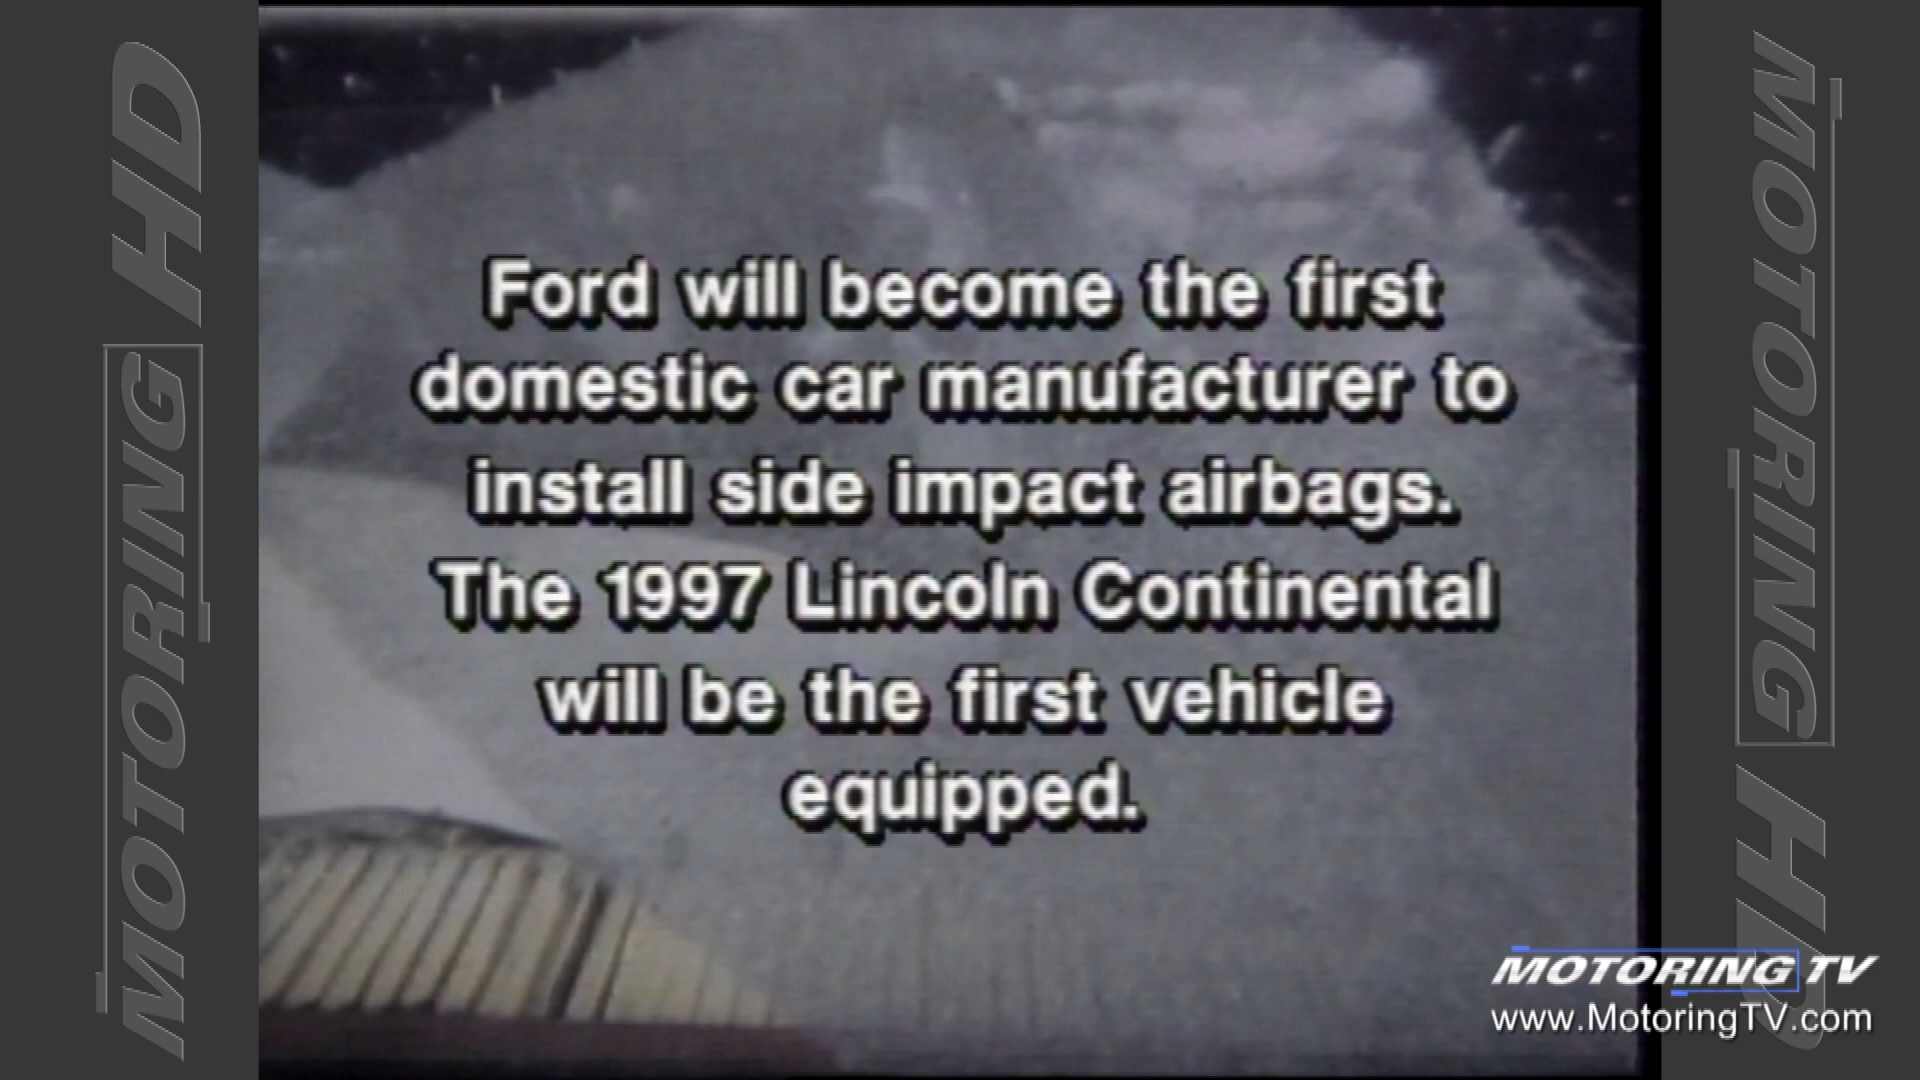 MOTORING HD
Ford will become the first
domestic car manufacturer to
install side impact airbags.
The 1997 Lincoln Continental
will be the first vehicle
equipped.
MOTORING HD
MOTORING TV
www.MotoringTV.com